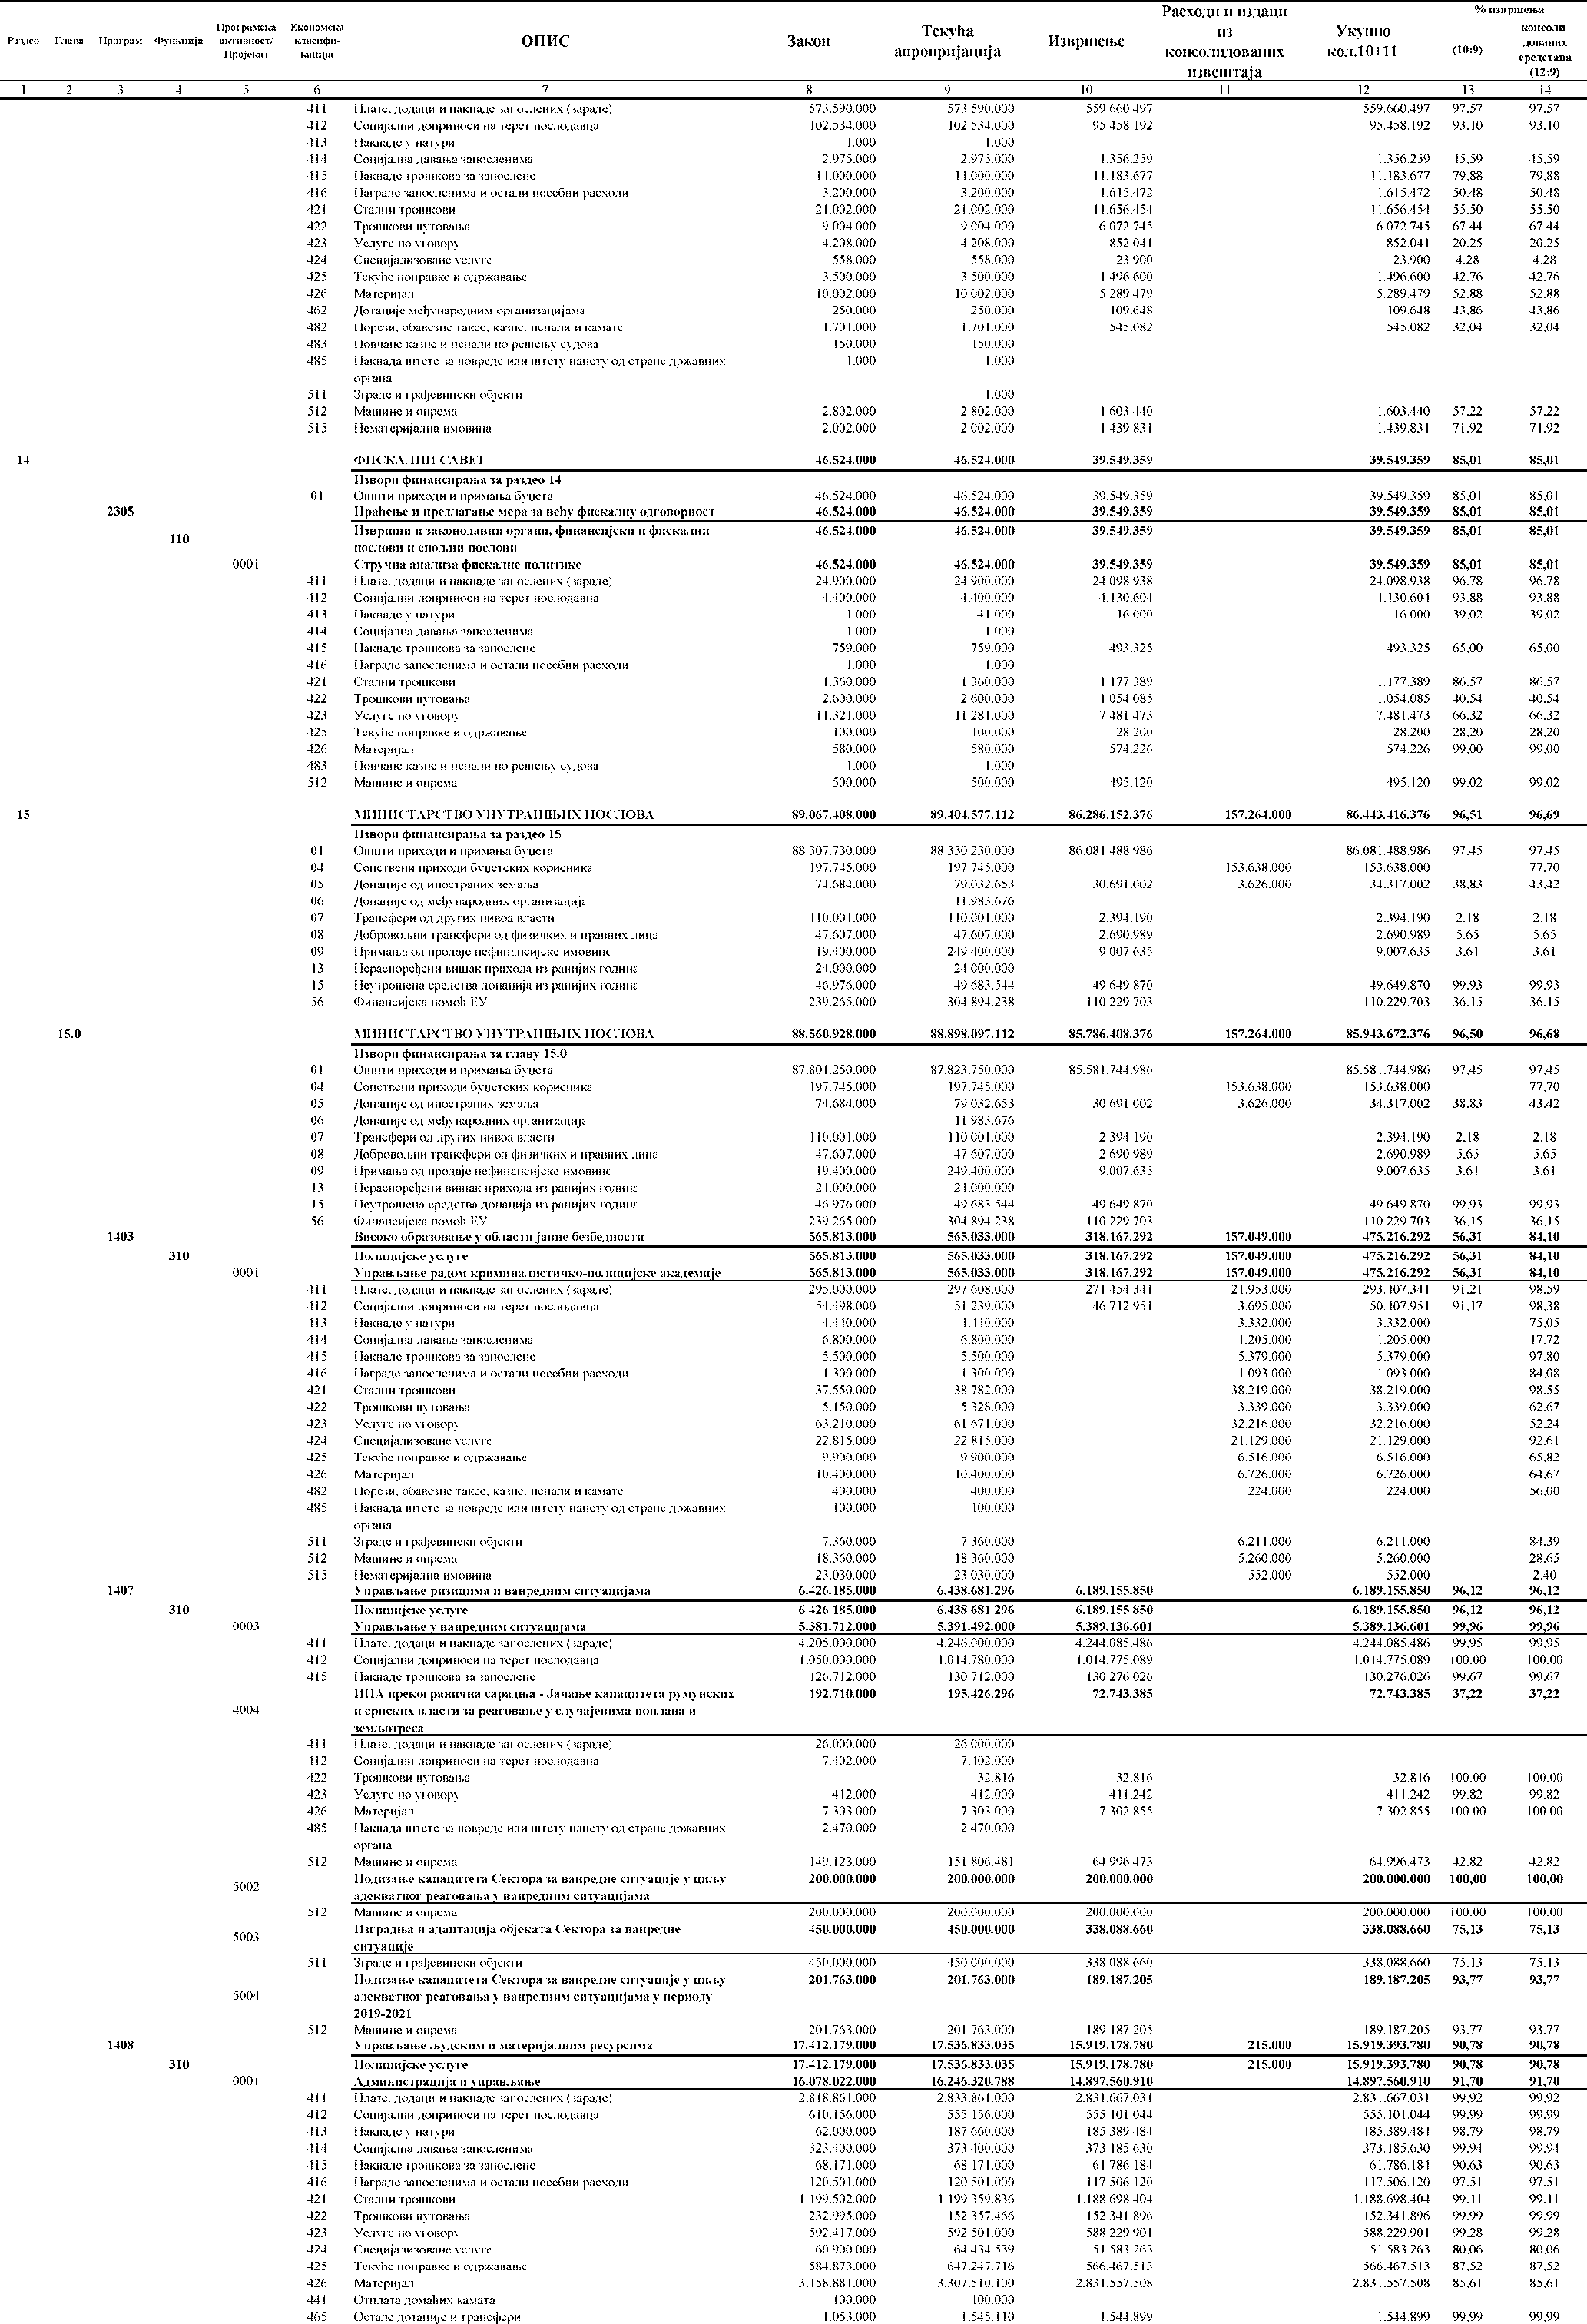 Раздео Глава Програм Функција Програмска активност/ Пројекат Економска класифи-кација ОПИС Закон Текућа апропријација Извршење Расходи и издаци из консолидованих извештаја Укупно кол.10+11 % извршења (10:9) консоли-дованих средстава (12:9)
1 2 3 4 5 6 7 8 9 10 11 12 13 14
411 Плате, додаци и накнаде запослених (зараде) 573.590.000 573.590.000 559.660.497 559.660.497 97,57 97,57
412 Социјални доприноси на терет послодавца 102.534.000 102.534.000 95.458.192 95.458.192 93,10 93,10
413 Накнаде у натури 1.000 1.000
414 Социјална давања запосленима 2.975.000 2.975.000 1.356.259 1.356.259 45,59 45,59
415 Накнаде трошкова за запослене 14.000.000 14.000.000 11.183.677 11.183.677 79,88 79,88
416 Награде запосленима и остали посебни расходи 3.200.000 3.200.000 1.615.472 1.615.472 50,48 50,48
421 Стални трошкови 21.002.000 21.002.000 11.656.454 11.656.454 55,50 55,50
422 Трошкови путовања 9.004.000 9.004.000 6.072.745 6.072.745 67,44 67,44
423 Услуге по уговору 4.208.000 4.208.000 852.041 852.041 20,25 20,25
424 Специјализоване услуге 558.000 558.000 23.900 23.900 4,28 4,28
425 Текуће поправке и одржавање 3.500.000 3.500.000 1.496.600 1.496.600 42,76 42,76
426 Материјал 10.002.000 10.002.000 5.289.479 5.289.479 52,88 52,88
462 Дотације међународним организацијама 250.000 250.000 109.648 109.648 43,86 43,86
482 Порези, обавезне таксе, казне, пенали и камате 1.701.000 1.701.000 545.082 545.082 32,04 32,04
483 Новчане казне и пенали по решењу судова 150.000 150.000
485 Накнада штете за повреде или штету нанету од стране државних 1.000 1.000
органа
511 Зграде и грађевински објекти 1.000
512 Машине и опрема 2.802.000 2.802.000 1.603.440 1.603.440 57,22 57,22
515 Нематеријална имовина 2.002.000 2.002.000 1.439.831 1.439.831 71,92 71,92
14 ФИСКАЛНИ САВЕТ 46.524.000 46.524.000 39.549.359 39.549.359 85,01 85,01
Извори финансирања за раздео 14
01 Општи приходи и примања буџета 46.524.000 46.524.000 39.549.359 39.549.359 85,01 85,01
2305 Праћење и предлагање мера за већу фискалну одговорност 46.524.000 46.524.000 39.549.359 39.549.359 85,01 85,01
110 Извршни и законодавни органи, финансијски и фискални 46.524.000 46.524.000 39.549.359 39.549.359 85,01 85,01
послови и спољни послови
0001 Стручна анализа фискалне политике 46.524.000 46.524.000 39.549.359 39.549.359 85,01 85,01
411 Плате, додаци и накнаде запослених (зараде) 24.900.000 24.900.000 24.098.938 24.098.938 96,78 96,78
412 Социјални доприноси на терет послодавца 4.400.000 4.400.000 4.130.604 4.130.604 93,88 93,88
413 Накнаде у натури 1.000 41.000 16.000 16.000 39,02 39,02
414 Социјална давања запосленима 1.000 1.000
415 Накнаде трошкова за запослене 759.000 759.000 493.325 493.325 65,00 65,00
416 Награде запосленима и остали посебни расходи 1.000 1.000
421 Стални трошкови 1.360.000 1.360.000 1.177.389 1.177.389 86,57 86,57
422 Трошкови путовања 2.600.000 2.600.000 1.054.085 1.054.085 40,54 40,54
423 Услуге по уговору 11.321.000 11.281.000 7.481.473 7.481.473 66,32 66,32
425 Текуће поправке и одржавање 100.000 100.000 28.200 28.200 28,20 28,20
426 Материјал 580.000 580.000 574.226 574.226 99,00 99,00
483 Новчане казне и пенали по решењу судова 1.000 1.000
512 Машине и опрема 500.000 500.000 495.120 495.120 99,02 99,02
15 МИНИСТАРСТВО УНУТРАШЊИХ ПОСЛОВА 89.067.408.000 89.404.577.112 86.286.152.376 157.264.000 86.443.416.376 96,51 96,69
Извори финансирања за раздео 15
01 Општи приходи и примања буџета 88.307.730.000 88.330.230.000 86.081.488.986 86.081.488.986 97,45 97,45
04 Сопствени приходи буџетских корисника 197.745.000 197.745.000 153.638.000 153.638.000 77,70
05 Донације од иностраних земаља 74.684.000 79.032.653 30.691.002 3.626.000 34.317.002 38,83 43,42
06 Донације од међународних организација 11.983.676
07 Трансфери од других нивоа власти 110.001.000 110.001.000 2.394.190 2.394.190 2,18 2,18
08 Добровољни трансфери од физичких и правних лица 47.607.000 47.607.000 2.690.989 2.690.989 5,65 5,65
09 Примања од продаје нефинансијске имовине 19.400.000 249.400.000 9.007.635 9.007.635 3,61 3,61
13 Нераспоређени вишак прихода из ранијих година 24.000.000 24.000.000
15 Неутрошена средства донација из ранијих година 46.976.000 49.683.544 49.649.870 49.649.870 99,93 99,93
56 Финансијска помоћ ЕУ 239.265.000 304.894.238 110.229.703 110.229.703 36,15 36,15
15.0 МИНИСТАРСТВО УНУТРАШЊИХ ПОСЛОВА 88.560.928.000 88.898.097.112 85.786.408.376 157.264.000 85.943.672.376 96,50 96,68
Извори финансирања за главу 15.0
01 Општи приходи и примања буџета 87.801.250.000 87.823.750.000 85.581.744.986 85.581.744.986 97,45 97,45
04 Сопствени приходи буџетских корисника 197.745.000 197.745.000 153.638.000 153.638.000 77,70
05 Донације од иностраних земаља 74.684.000 79.032.653 30.691.002 3.626.000 34.317.002 38,83 43,42
06 Донације од међународних организација 11.983.676
07 Трансфери од других нивоа власти 110.001.000 110.001.000 2.394.190 2.394.190 2,18 2,18
08 Добровољни трансфери од физичких и правних лица 47.607.000 47.607.000 2.690.989 2.690.989 5,65 5,65
09 Примања од продаје нефинансијске имовине 19.400.000 249.400.000 9.007.635 9.007.635 3,61 3,61
13 Нераспоређени вишак прихода из ранијих година 24.000.000 24.000.000
15 Неутрошена средства донација из ранијих година 46.976.000 49.683.544 49.649.870 49.649.870 99,93 99,93
56 Финансијска помоћ ЕУ 239.265.000 304.894.238 110.229.703 110.229.703 36,15 36,15
1403 Високо образовање у области јавне безбедности 565.813.000 565.033.000 318.167.292 157.049.000 475.216.292 56,31 84,10
310 Полицијске услуге 565.813.000 565.033.000 318.167.292 157.049.000 475.216.292 56,31 84,10
0001 Управљање радом криминалистичко-полицијске академије 565.813.000 565.033.000 318.167.292 157.049.000 475.216.292 56,31 84,10
411 Плате, додаци и накнаде запослених (зараде) 295.000.000 297.608.000 271.454.341 21.953.000 293.407.341 91,21 98,59
412 Социјални доприноси на терет послодавца 54.498.000 51.239.000 46.712.951 3.695.000 50.407.951 91,17 98,38
413 Накнаде у натури 4.440.000 4.440.000 3.332.000 3.332.000 75,05
414 Социјална давања запосленима 6.800.000 6.800.000 1.205.000 1.205.000 17,72
415 Накнаде трошкова за запослене 5.500.000 5.500.000 5.379.000 5.379.000 97,80
416 Награде запосленима и остали посебни расходи 1.300.000 1.300.000 1.093.000 1.093.000 84,08
421 Стални трошкови 37.550.000 38.782.000 38.219.000 38.219.000 98,55
422 Трошкови путовања 5.150.000 5.328.000 3.339.000 3.339.000 62,67
423 Услуге по уговору 63.210.000 61.671.000 32.216.000 32.216.000 52,24
424 Специјализоване услуге 22.815.000 22.815.000 21.129.000 21.129.000 92,61
425 Текуће поправке и одржавање 9.900.000 9.900.000 6.516.000 6.516.000 65,82
426 Материјал 10.400.000 10.400.000 6.726.000 6.726.000 64,67
482 Порези, обавезне таксе, казне, пенали и камате 400.000 400.000 224.000 224.000 56,00
485 Накнада штете за повреде или штету нанету од стране државних 100.000 100.000
органа
511 Зграде и грађевински објекти 7.360.000 7.360.000 6.211.000 6.211.000 84,39
512 Машине и опрема 18.360.000 18.360.000 5.260.000 5.260.000 28,65
515 Нематеријална имовина 23.030.000 23.030.000 552.000 552.000 2,40
1407 Управљање ризицима и ванредним ситуацијама 6.426.185.000 6.438.681.296 6.189.155.850 6.189.155.850 96,12 96,12
310 Полицијске услуге 6.426.185.000 6.438.681.296 6.189.155.850 6.189.155.850 96,12 96,12
0003 Управљање у ванредним ситуацијама 5.381.712.000 5.391.492.000 5.389.136.601 5.389.136.601 99,96 99,96
411 Плате, додаци и накнаде запослених (зараде) 4.205.000.000 4.246.000.000 4.244.085.486 4.244.085.486 99,95 99,95
412 Социјални доприноси на терет послодавца 1.050.000.000 1.014.780.000 1.014.775.089 1.014.775.089 100,00 100,00
415 Накнаде трошкова за запослене 126.712.000 130.712.000 130.276.026 130.276.026 99,67 99,67
4004 ИПА прекогранична сарадња - Јачање капацитета румунских 192.710.000 195.426.296 72.743.385 72.743.385 37,22 37,22
и српских власти за реаговање у случајевима поплава и
земљотреса
411 Плате, додаци и накнаде запослених (зараде) 26.000.000 26.000.000
412 Социјални доприноси на терет послодавца 7.402.000 7.402.000
422 Трошкови путовања 32.816 32.816 32.816 100,00 100,00
423 Услуге по уговору 412.000 412.000 411.242 411.242 99,82 99,82
426 Материјал 7.303.000 7.303.000 7.302.855 7.302.855 100,00 100,00
485 Накнада штете за повреде или штету нанету од стране државних 2.470.000 2.470.000
органа
512 Машине и опрема 149.123.000 151.806.481 64.996.473 64.996.473 42,82 42,82
5002 Подизање капацитета Сектора за ванредне ситуације у циљу 200.000.000 200.000.000 200.000.000 200.000.000 100,00 100,00
адекватног реаговања у ванредним ситуацијама
512 Машине и опрема 200.000.000 200.000.000 200.000.000 200.000.000 100,00 100,00
5003 Изградња и адаптација објеката Сектора за ванредне 450.000.000 450.000.000 338.088.660 338.088.660 75,13 75,13
ситуације
511 Зграде и грађевински објекти 450.000.000 450.000.000 338.088.660 338.088.660 75,13 75,13
5004 Подизање капацитета Сектора за ванредне ситуације у циљу 201.763.000 201.763.000 189.187.205 189.187.205 93,77 93,77
адекватног реаговања у ванредним ситуацијама у периоду
2019-2021
512 Машине и опрема 201.763.000 201.763.000 189.187.205 189.187.205 93,77 93,77
1408 Управљање људским и материјалним ресурсима 17.412.179.000 17.536.833.035 15.919.178.780 215.000 15.919.393.780 90,78 90,78
310 Полицијске услуге 17.412.179.000 17.536.833.035 15.919.178.780 215.000 15.919.393.780 90,78 90,78
0001 Администрација и управљање 16.078.022.000 16.246.320.788 14.897.560.910 14.897.560.910 91,70 91,70
411 Плате, додаци и накнаде запослених (зараде) 2.818.861.000 2.833.861.000 2.831.667.031 2.831.667.031 99,92 99,92
412 Социјални доприноси на терет послодавца 610.156.000 555.156.000 555.101.044 555.101.044 99,99 99,99
413 Накнаде у натури 62.000.000 187.660.000 185.389.484 185.389.484 98,79 98,79
414 Социјална давања запосленима 323.400.000 373.400.000 373.185.630 373.185.630 99,94 99,94
415 Накнаде трошкова за запослене 68.171.000 68.171.000 61.786.184 61.786.184 90,63 90,63
416 Награде запосленима и остали посебни расходи 120.501.000 120.501.000 117.506.120 117.506.120 97,51 97,51
421 Стални трошкови 1.199.502.000 1.199.359.836 1.188.698.404 1.188.698.404 99,11 99,11
422 Трошкови путовања 232.995.000 152.357.466 152.341.896 152.341.896 99,99 99,99
423 Услуге по уговору 592.417.000 592.501.000 588.229.901 588.229.901 99,28 99,28
424 Специјализоване услуге 60.900.000 64.434.539 51.583.263 51.583.263 80,06 80,06
425 Текуће поправке и одржавање 584.873.000 647.247.716 566.467.513 566.467.513 87,52 87,52
426 Материјал 3.158.881.000 3.307.510.100 2.831.557.508 2.831.557.508 85,61 85,61
441 Отплата домаћих камата 100.000 100.000
465 Остале дотације и трансфери 1.053.000 1.545.110 1.544.899 1.544.899 99,99 99,99